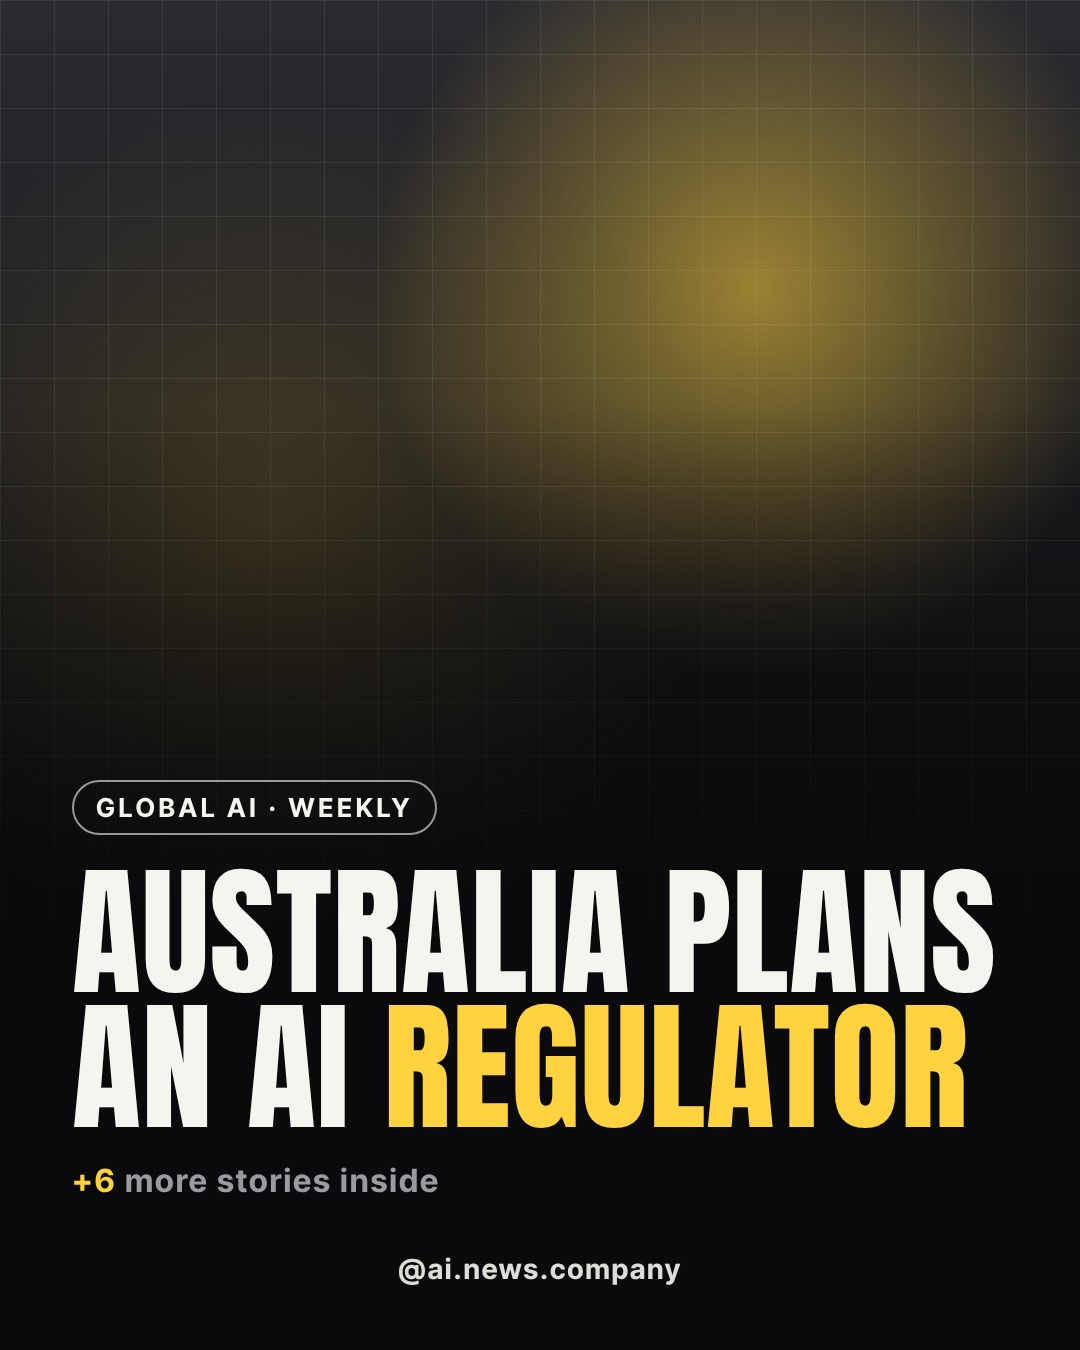 GLOBAL AI · WEEKLY
AUSTRALIA PLANS
AN AI REGULATOR
+6 more stories inside
@ai.news.company